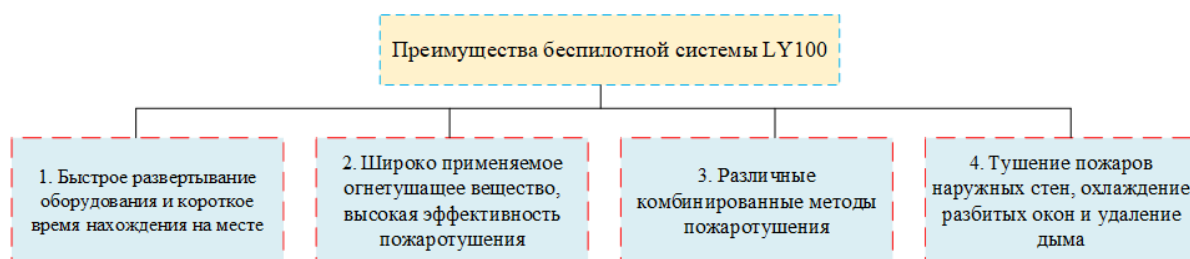 Преимущества беспилотной системы LY100
1. Быстрое развертывание
оборудования и короткое
время нахождения на месте
2. Широко применяемое
огнетушащее вещество,
высокая эффективность
пожаротушения
3. Различные
комбинированные методы
пожаротушения
4. Тушение пожаров
наружных стен, охлаждение
разбитых окон и удаление
дыма